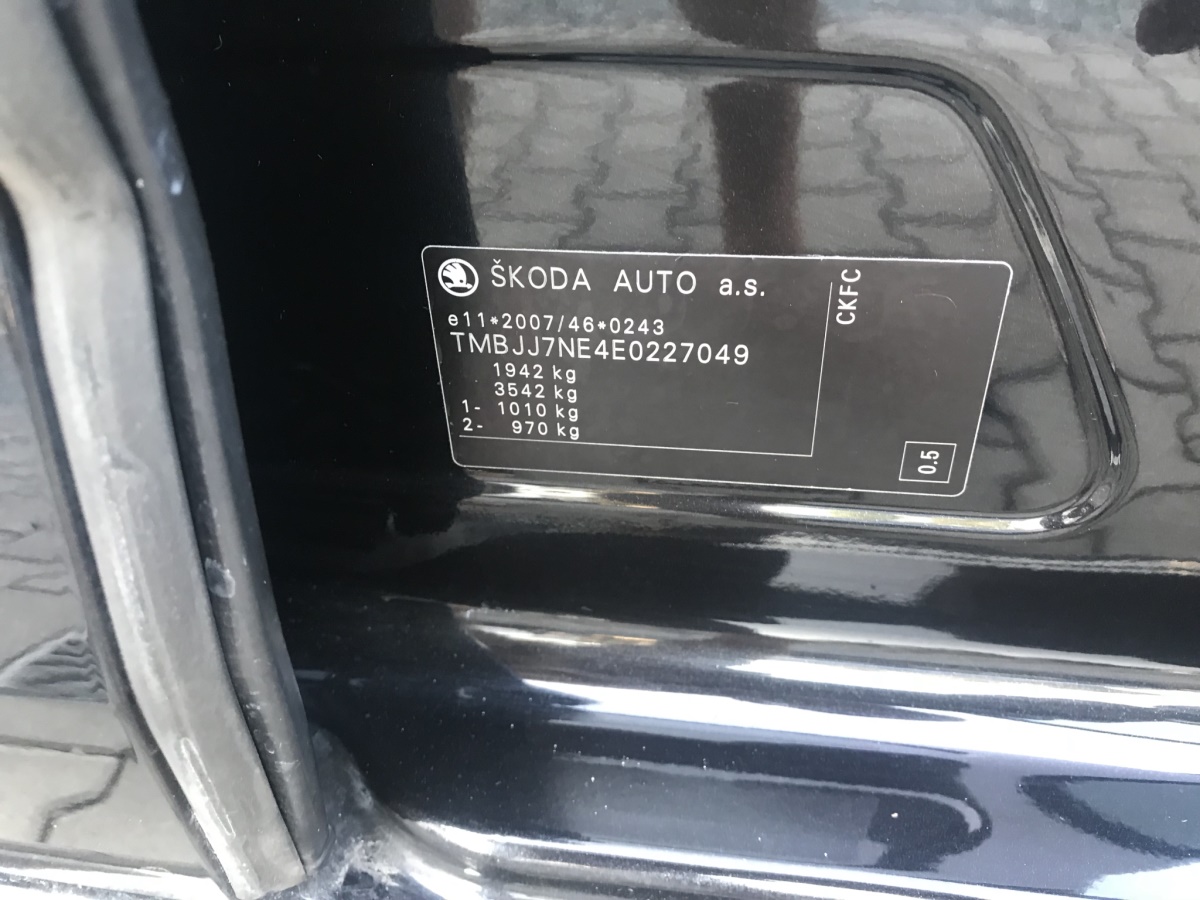 ŠKODA AUTO a.s.
e11*2007/46*0243
TMBJJ7NE4E0227049
1942 kg
3542 kg
1- 1010 kg
2- 970 kg
CKFC
0.5